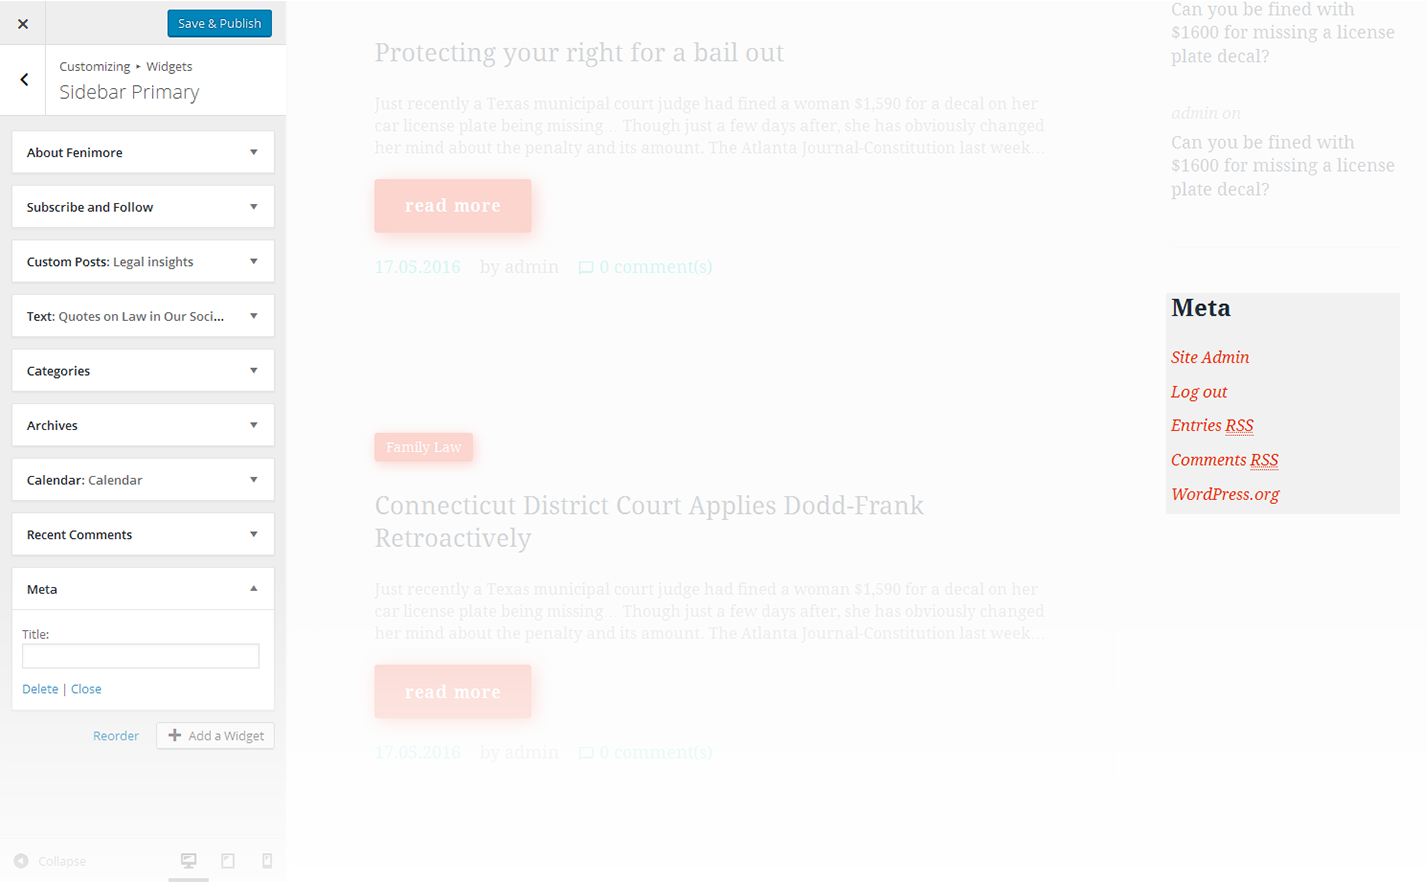 Save & Publish
Customizing ▸ Widgets
Sidebar Primary
About Fenimore
Subscribe and Follow
Custom Posts: Legal insights
Text: Quotes on Law in Our Soci...
Categories
Archives
Calendar: Calendar
Recent Comments
Meta
Title:
Delete | Close
Reorder
Add a Widget
Collapse
Protecting your right for a bail out
Just recently a Texas municipal court judge had fined a woman $1,590 for a decal on her
car license plate being missing… Though just a few days after, she has obviously changed
her mind about the penalty and its amount. The Atlanta Journal-Constitution last week…
read more
17.05.2016 by admin 0 comment(s)
Family Law
Connecticut District Court Applies Dodd-Frank
Retroactively
Just recently a Texas municipal court judge had fined a woman $1,590 for a decal on her
car license plate being missing… Though just a few days after, she has obviously changed
her mind about the penalty and its amount. The Atlanta Journal-Constitution last week…
read more
17.05.2016 by admin 0 comment(s)
Can you be fined with
$1600 for missing a license
plate decal?
admin on
Can you be fined with
$1600 for missing a license
plate decal?
Meta
Site Admin
Log out
Entries RSS
Comments RSS
WordPress.org